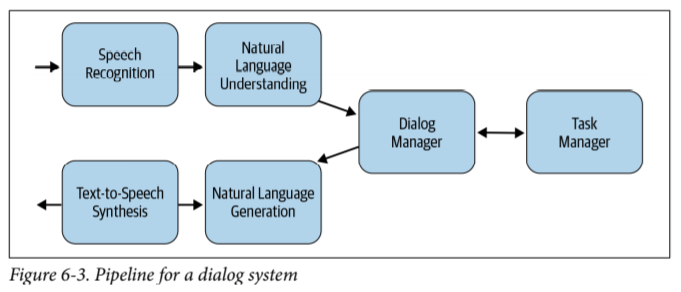 Speech
Recognition
Natural
Language
Understanding
Dialog
Manager
Task
Manager
Text-to-Speech
Synthesis
Natural Language
Generation
Figure 6-3. Pipeline for a dialog system